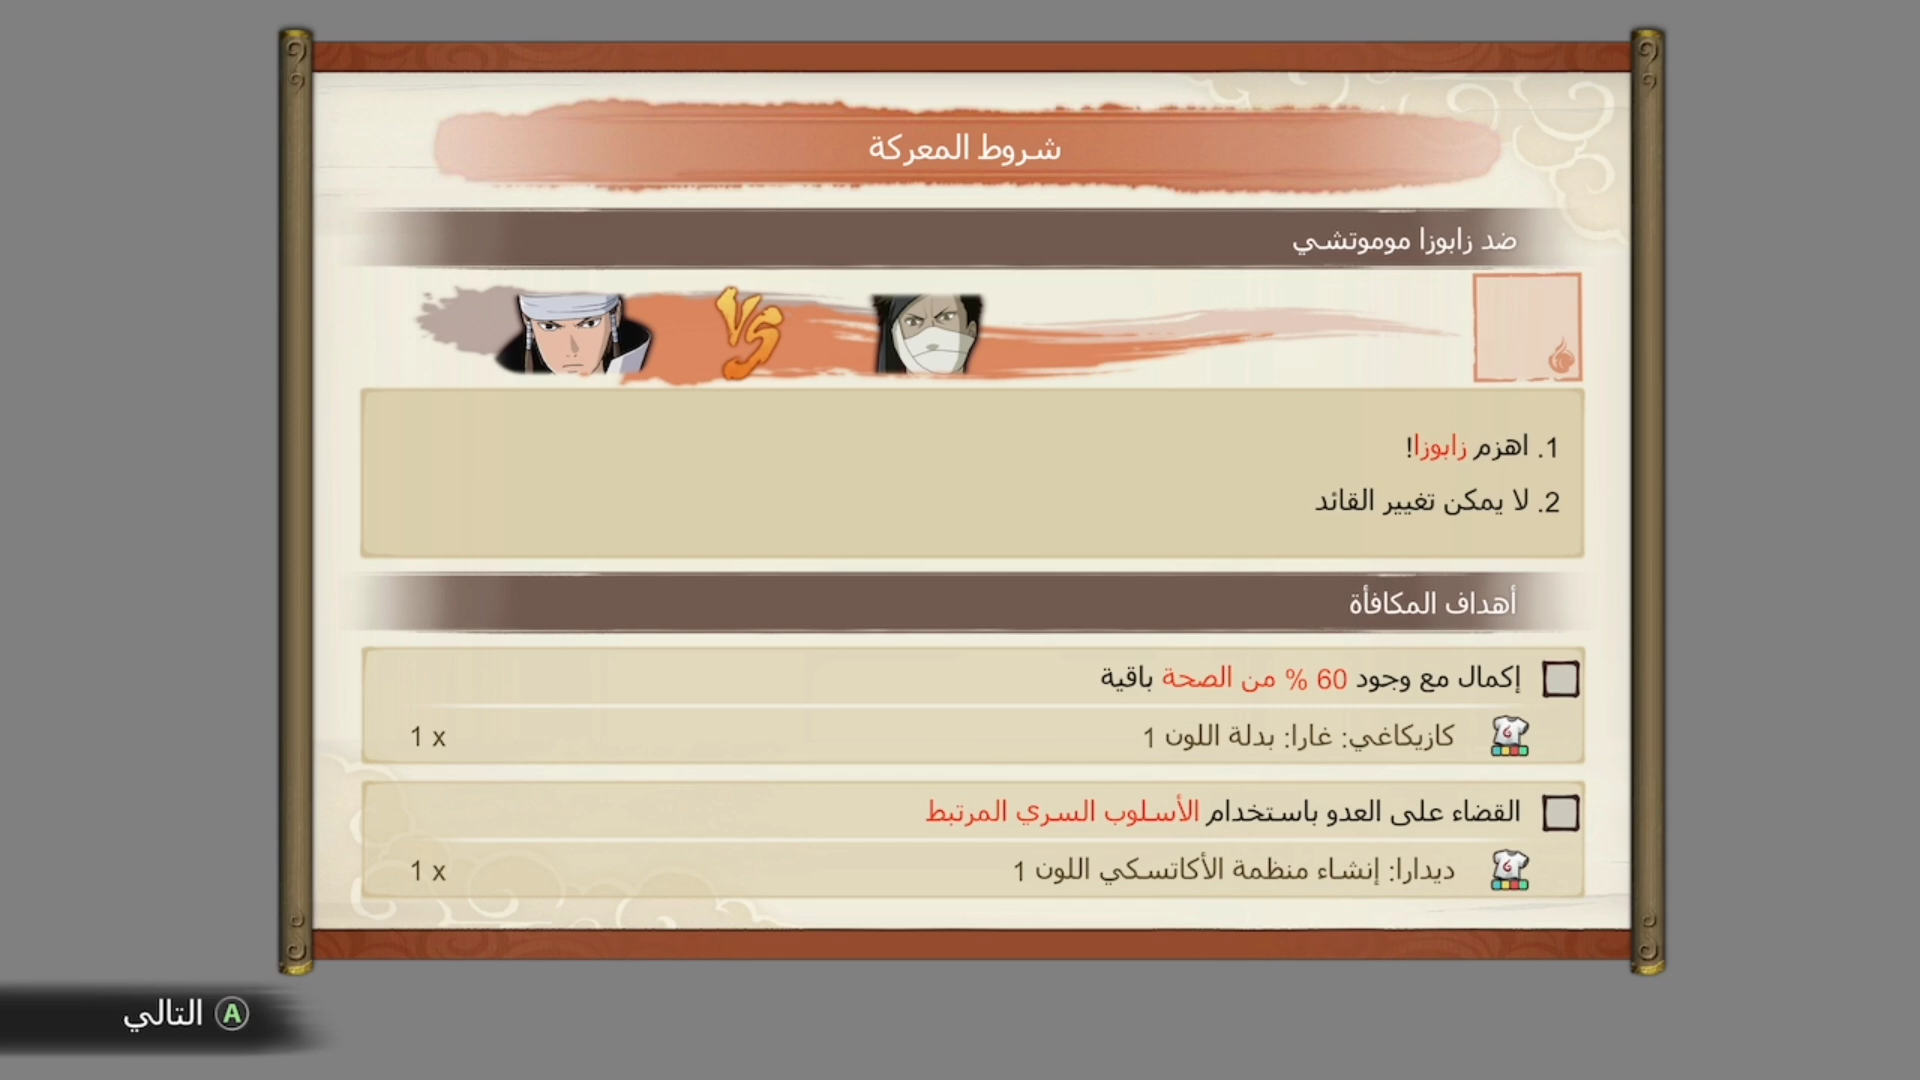 شروط المعركة
ضد زابوزا موموتشي
VS
1. اهزم زابوزا!
2. لا يمكن تغيير القائد
أهداف المكافأة
إكمال مع وجود 60 % من الصحة باقية
كازيكاغي: غارا: بدلة اللون 1
1 x
القضاء على العدو باستخدام الأسلوب السري المرتبط
ديدارا: إنشاء منظمة الأكاتسكي اللون 1
1 x
A التالي